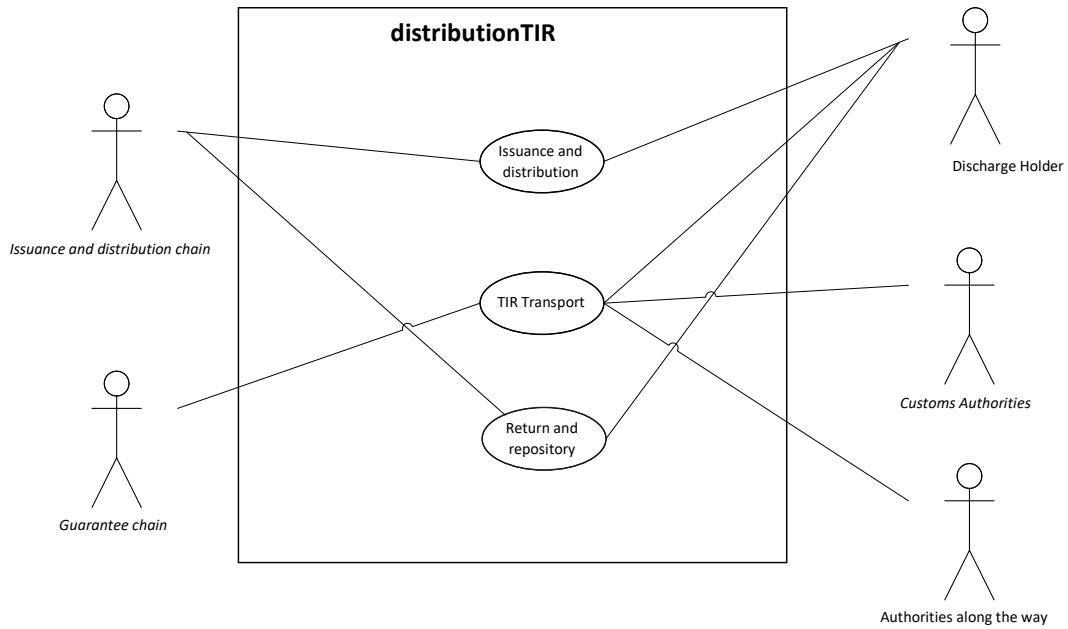 distributionTIR
Issuance and
distribution
Discharge Holder
Issuance and distribution chain
TIR Transport
Customs Authorities
Return and
repository
Guarantee chain
Authorities along the way